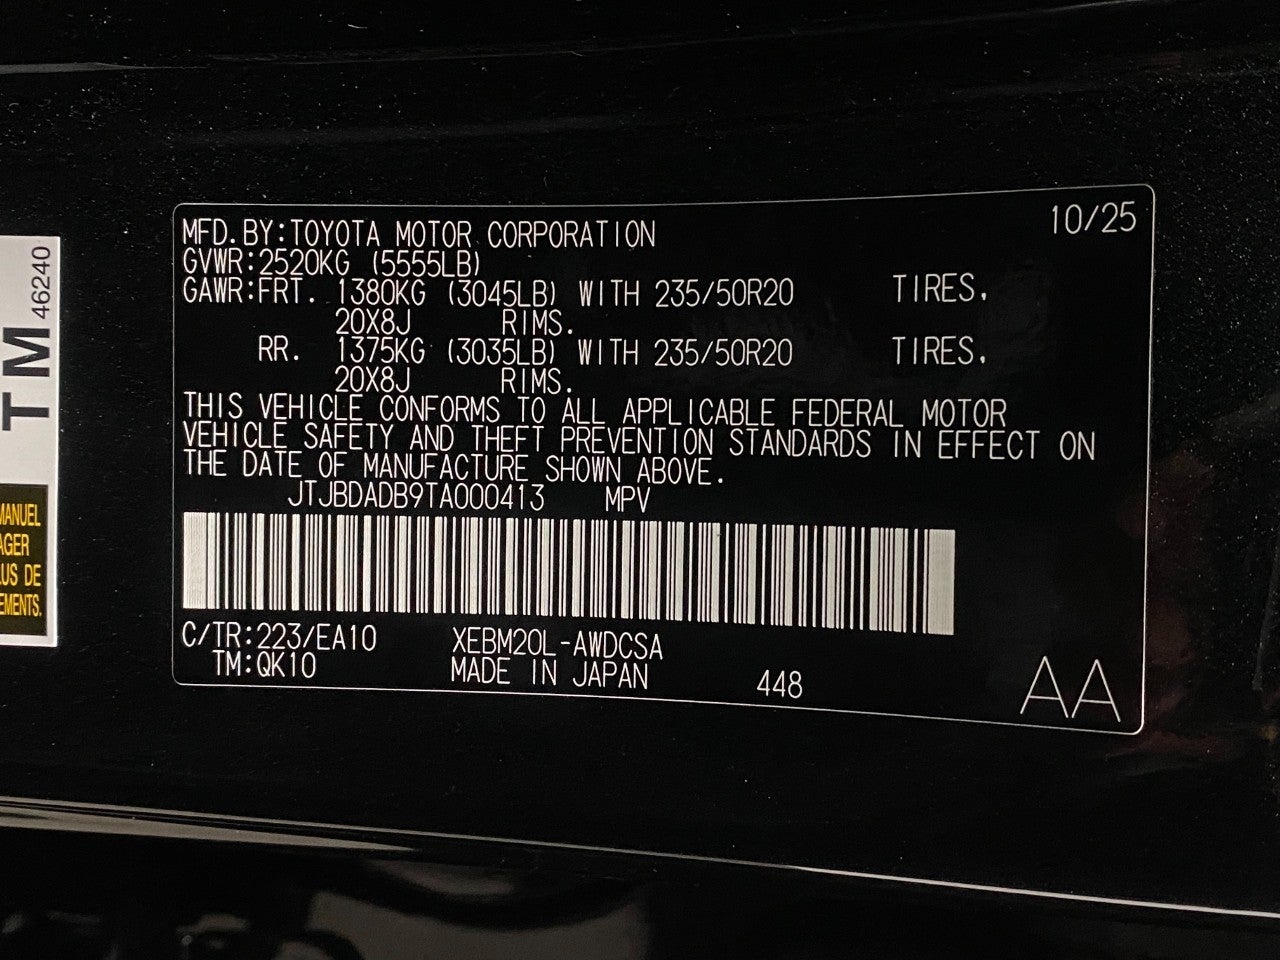 10/25
MFD.BY:TOYOTA MOTOR CORPORATION
GVWR:2520KG (5555LB)
GAWR:FRT. 1380KG (3045LB) WITH 235/50R20 TIRES.
20X8J RIMS.
RR. 1375KG (3035LB) WITH 235/50R20 TIRES.
20X8J RIMS.
THIS VEHICLE CONFORMS TO ALL APPLICABLE FEDERAL MOTOR
VEHICLE SAFETY AND THEFT PREVENTION STANDARDS IN EFFECT ON
THE DATE OF MANUFACTURE SHOWN ABOVE.
JTJBDADB9TA000413 MPV
C/TR:223/EA10 XEBM20L-AWDCSA
TM:QK10 MADE IN JAPAN 448
AA
TM 46240
MANUEL
AGER
LUS DE
EMENTS.